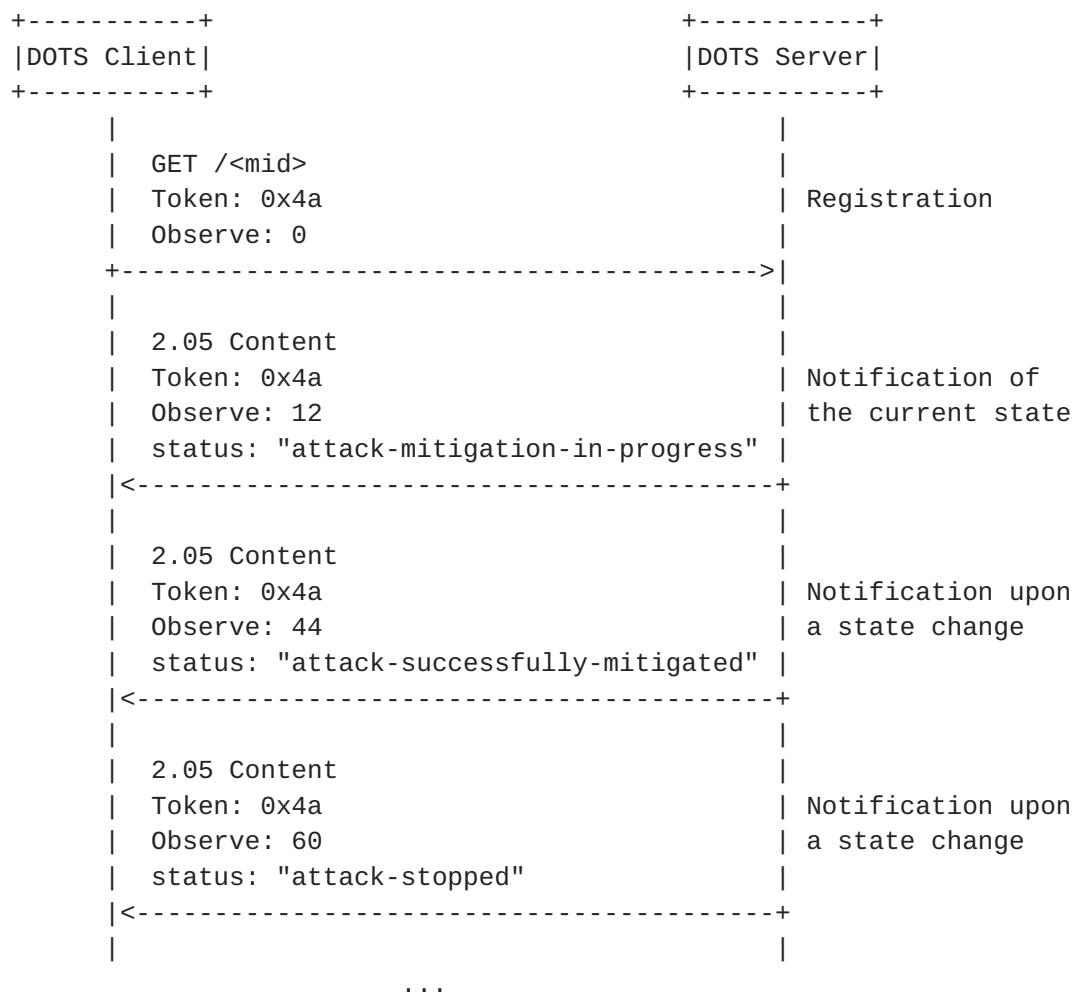 +-----------+                              +-----------+
|DOTS Client|                              |DOTS Server|
+-----------+                              +-----------+
      |                                          |
      |  GET /<mid>                              |
      |  Token: 0x4a                             | Registration
      |  Observe: 0                              |
      +----------------------------------------->|
      |                                          |
      |  2.05 Content                            |
      |  Token: 0x4a                             | Notification of
      |  Observe: 12                             | the current state
      |  status: "attack-mitigation-in-progress" |
      |<-----------------------------------------+
      |                                          |
      |  2.05 Content                            |
      |  Token: 0x4a                             | Notification upon
      |  Observe: 44                             | a state change
      |  status: "attack-successfully-mitigated" |
      |<-----------------------------------------+
      |                                          |
      |  2.05 Content                            |
      |  Token: 0x4a                             | Notification upon
      |  Observe: 60                             | a state change
      |  status: "attack-stopped"                |
      |<-----------------------------------------+
      |                                          |
                         ...